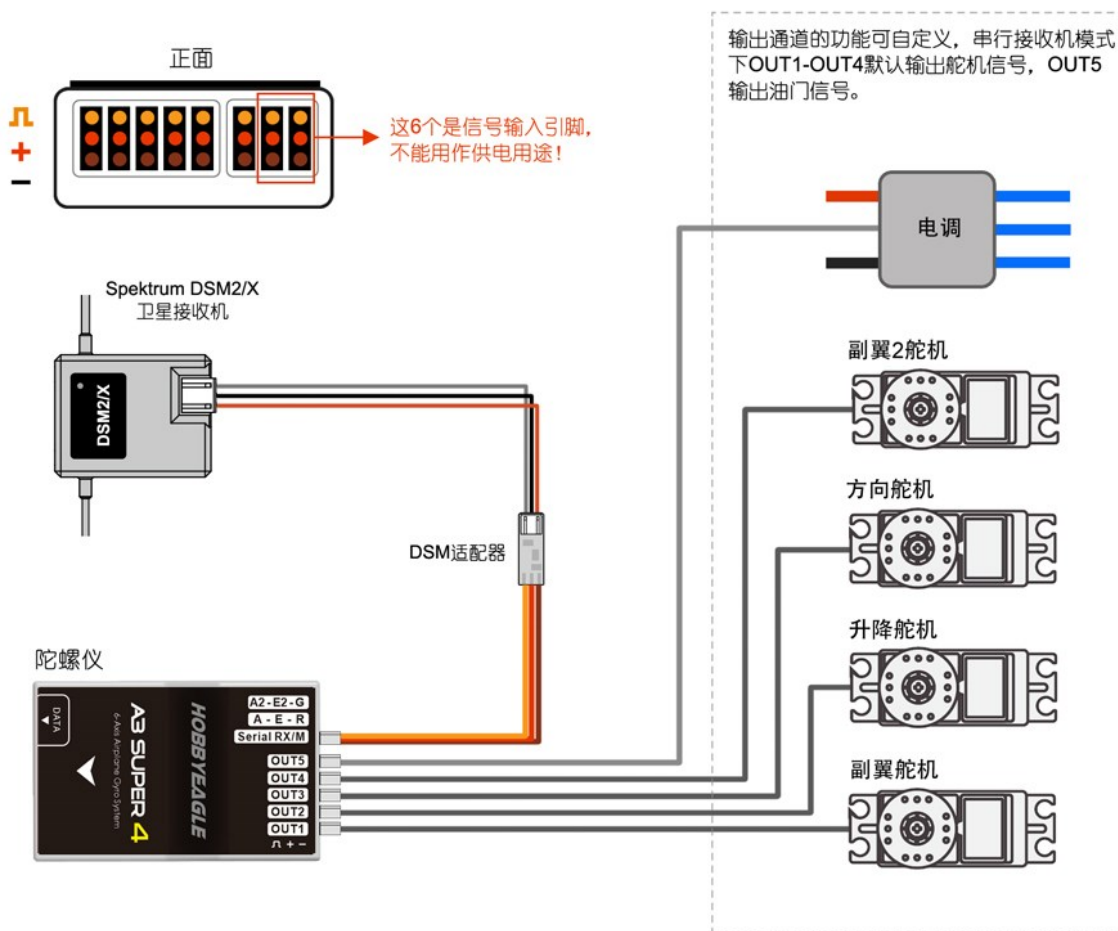 输出通道的功能可自定义，串行接收机模式
下OUT1-OUT4默认输出舵机信号，OUT5
输出油门信号。
正面
+
−
这6个是信号输入引脚，
不能用作供电用途！
电调
Spektrum DSM2/X
卫星接收机
DSM2/X
副翼2舵机
方向舵机
DSM适配器
升降舵机
陀螺仪
DATA
A3 SUPER 4
6-Axis Airplane Gyro System
HOBBYEAGLE
A2-E2-G
A - E - R
Serial RX/M
OUT5
OUT4
OUT3
OUT2
OUT1
+ −
副翼舵机